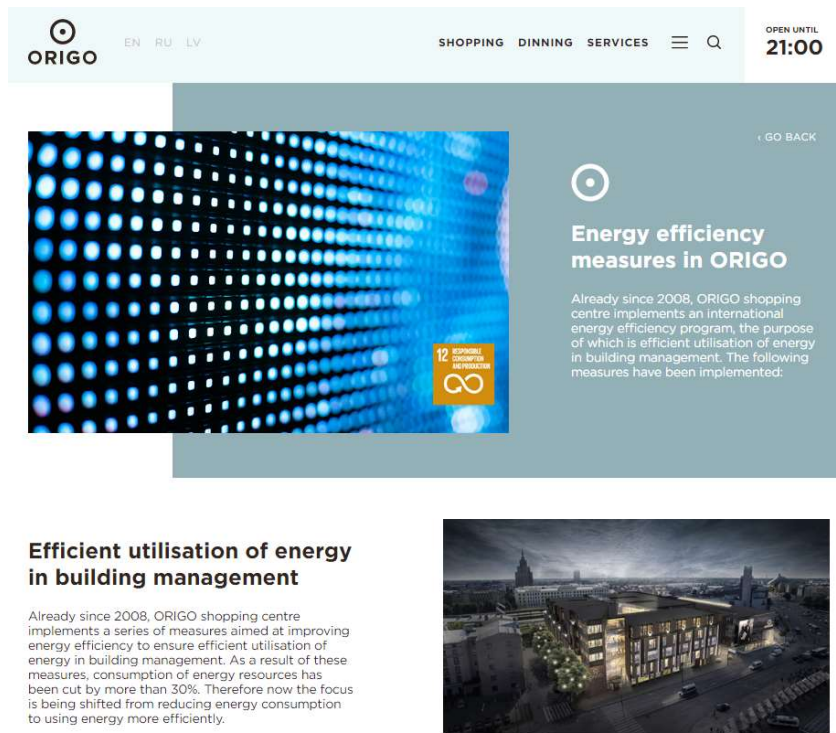 ORIGO
EN RU LV
SHOPPING DINNING SERVICES
OPEN UNTIL
21:00
‹ GO BACK
Energy efficiency
measures in ORIGO
Already since 2008, ORIGO shopping
centre implements an international
energy efficiency program, the purpose
of which is efficient utilisation of energy
in building management. The following
measures have been implemented:
12 RESPONSIBLE
CONSUMPTION
AND PRODUCTION
Efficient utilisation of energy
in building management
Already since 2008, ORIGO shopping centre
implements a series of measures aimed at improving
energy efficiency to ensure efficient utilisation of
energy in building management. As a result of these
measures, consumption of energy resources has
been cut by more than 30%. Therefore now the focus
is being shifted from reducing energy consumption
to using energy more efficiently.